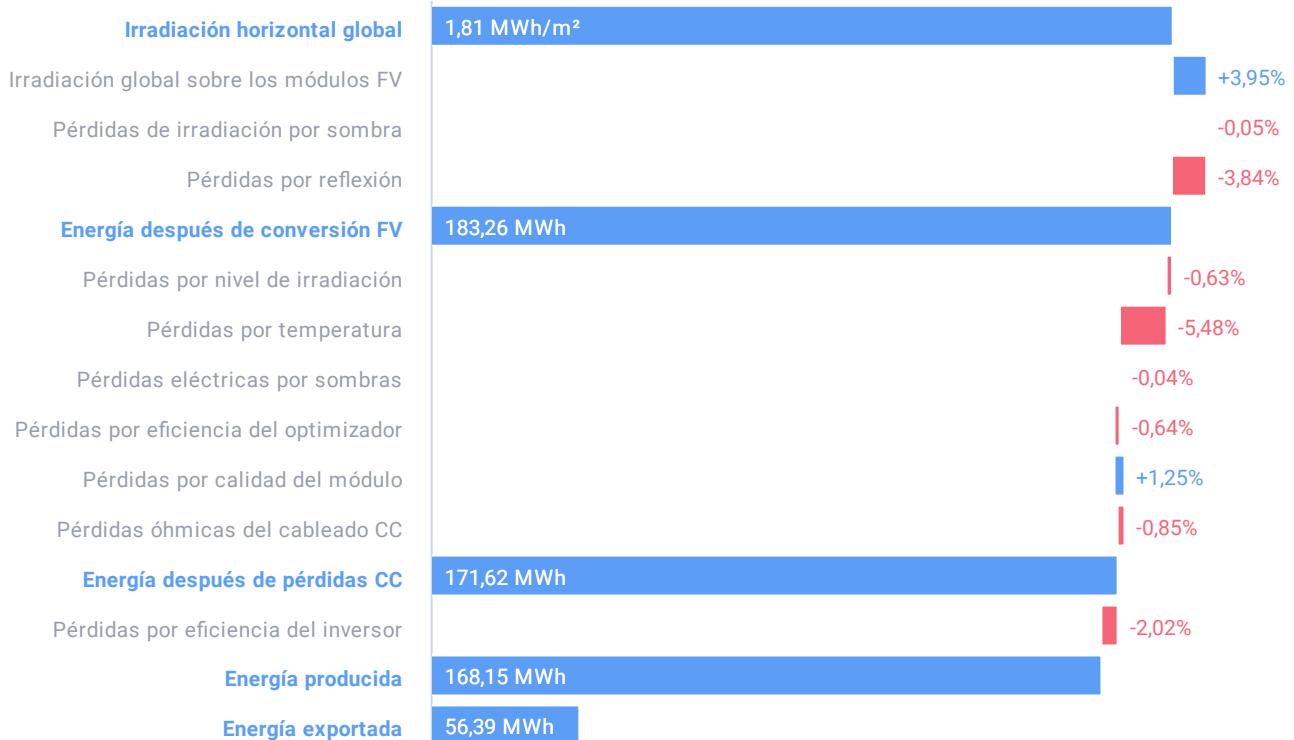 Irradiación horizontal global 1,81 MWh/m²
Irradiación global sobre los módulos FV +3,95%
Pérdidas de irradiación por sombra -0,05%
Pérdidas por reflexión -3,84%
Energía después de conversión FV 183,26 MWh
Pérdidas por nivel de irradiación -0,63%
Pérdidas por temperatura -5,48%
Pérdidas eléctricas por sombras -0,04%
Pérdidas por eficiencia del optimizador -0,64%
Pérdidas por calidad del módulo +1,25%
Pérdidas óhmicas del cableado CC -0,85%
Energía después de pérdidas CC 171,62 MWh
Pérdidas por eficiencia del inversor -2,02%
Energía producida 168,15 MWh
Energía exportada 56,39 MWh